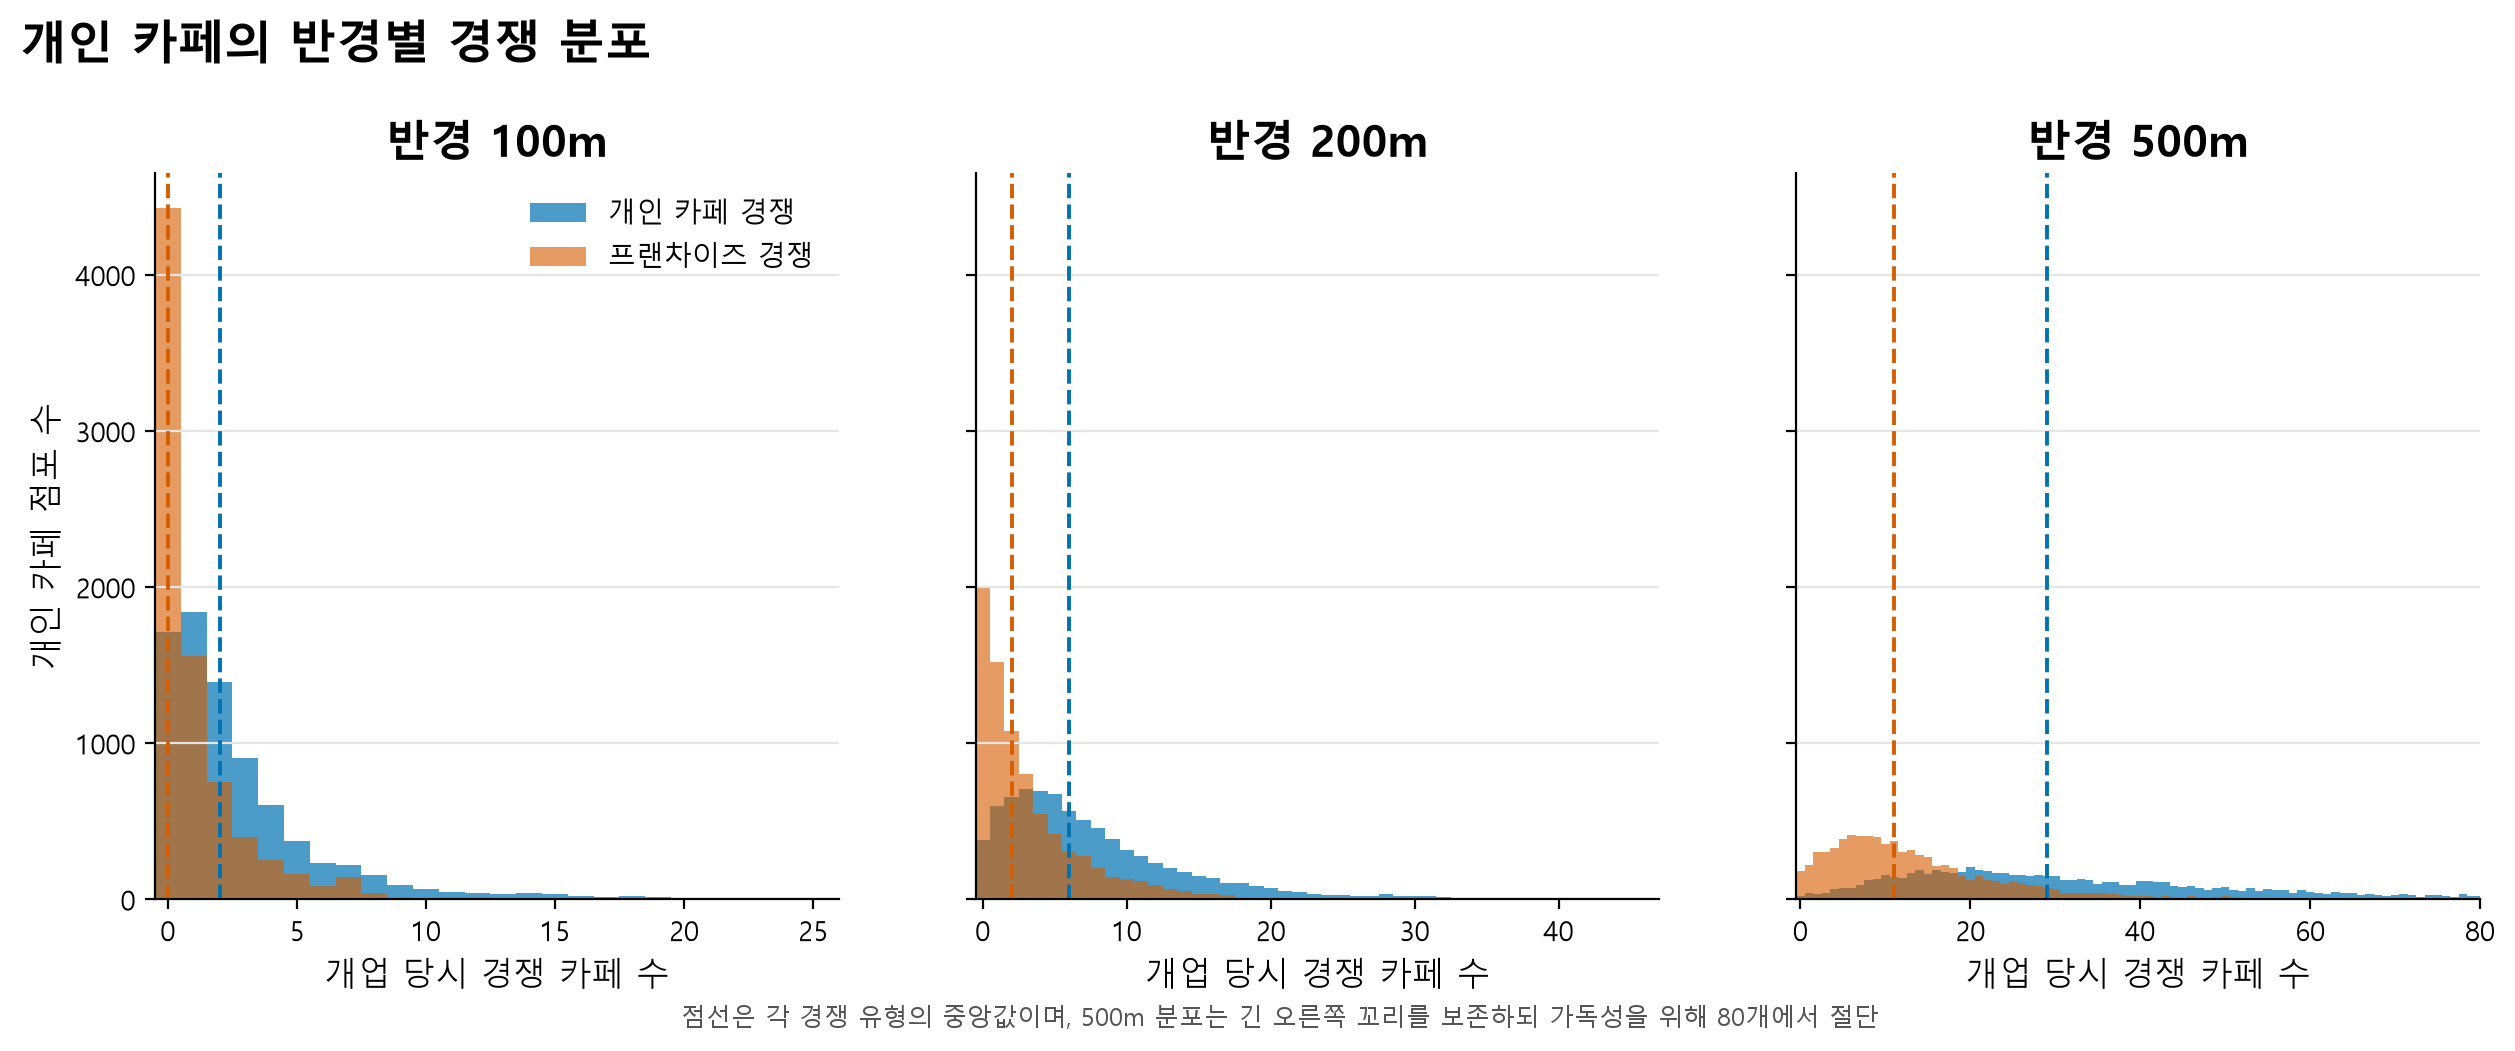 개인 카페의 반경별 경쟁 분포
반경 100m
반경 200m
반경 500m
개인 카페 경쟁
프랜차이즈 경쟁
개인 카페 점포 수
4000
3000
2000
1000
0
0 5 10 15 20 25
0 10 20 30 40
0 20 40 60 80
개업 당시 경쟁 카페 수
개업 당시 경쟁 카페 수
개업 당시 경쟁 카페 수
점선은 각 경쟁 유형의 중앙값이며, 500m 분포는 긴 오른쪽 꼬리를 보존하되 가독성을 위해 80개에서 절단